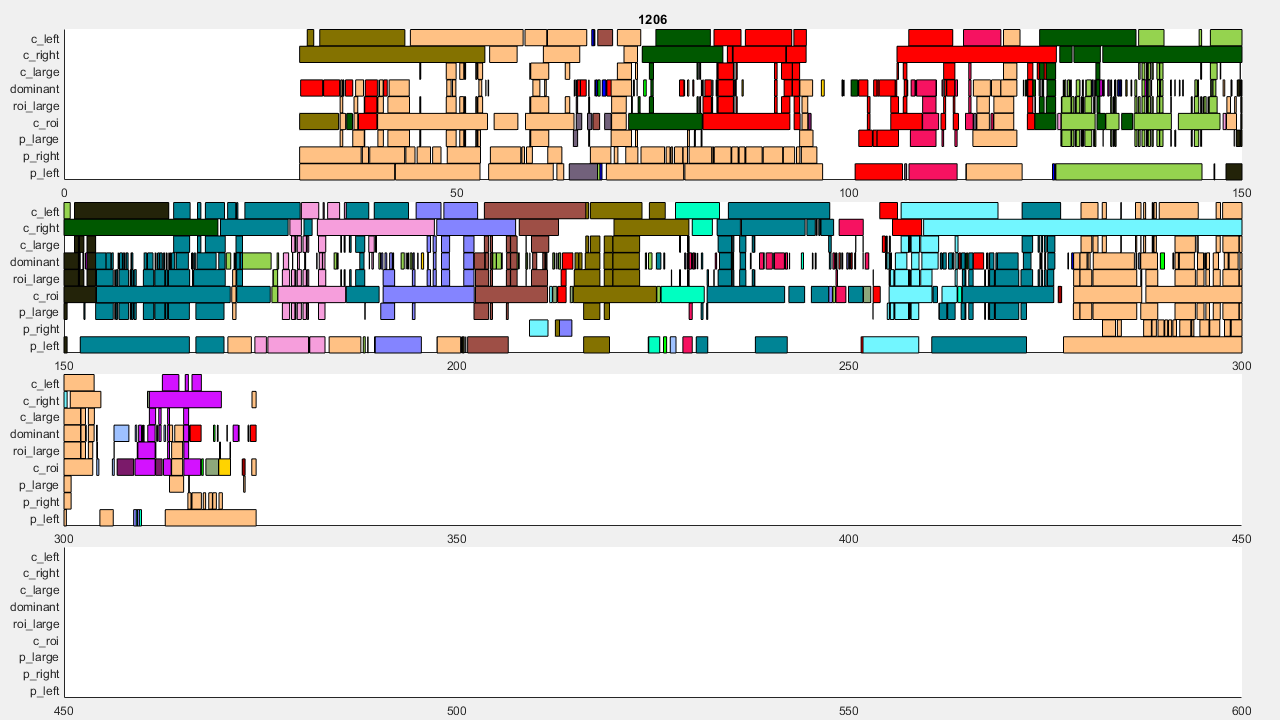 1206
c_left
c_right
c_large
dominant
roi_large
c_roi
p_large
p_right
p_left
0 50 100 150
c_left
c_right
c_large
dominant
roi_large
c_roi
p_large
p_right
p_left
150 200 250 300
c_left
c_right
c_large
dominant
roi_large
c_roi
p_large
p_right
p_left
300 350 400 450
c_left
c_right
c_large
dominant
roi_large
c_roi
p_large
p_right
p_left
450 500 550 600